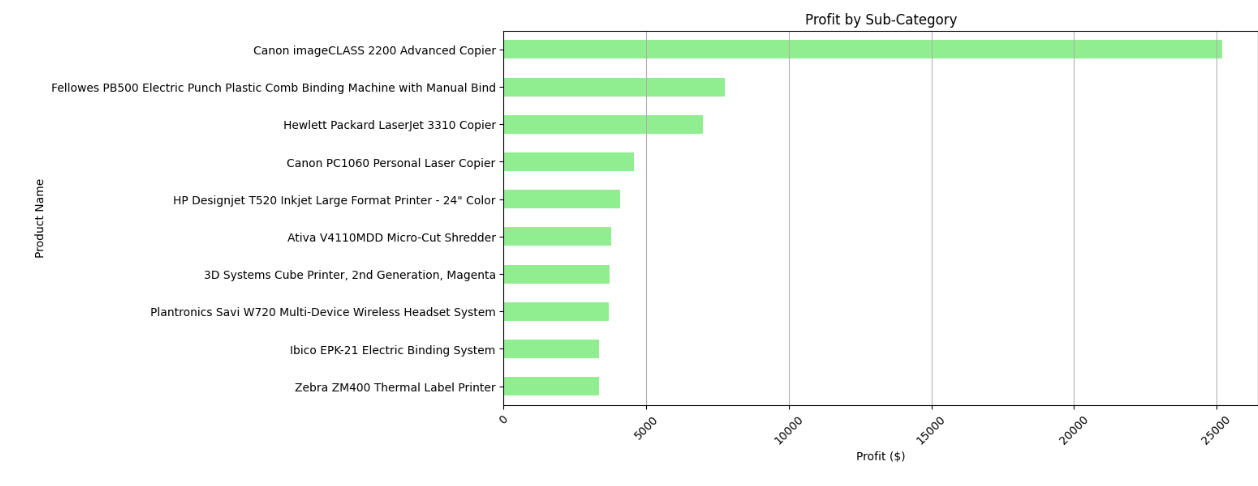 Profit by Sub-Category
Canon imageCLASS 2200 Advanced Copier
Fellowes PB500 Electric Punch Plastic Comb Binding Machine with Manual Bind
Hewlett Packard LaserJet 3310 Copier
Canon PC1060 Personal Laser Copier
HP Designjet T520 Inkjet Large Format Printer - 24" Color
Ativa V4110MDD Micro-Cut Shredder
3D Systems Cube Printer, 2nd Generation, Magenta
Plantronics Savi W720 Multi-Device Wireless Headset System
Ibico EPK-21 Electric Binding System
Zebra ZM400 Thermal Label Printer
Product Name
0
5000
10000
15000
20000
25000
Profit ($)